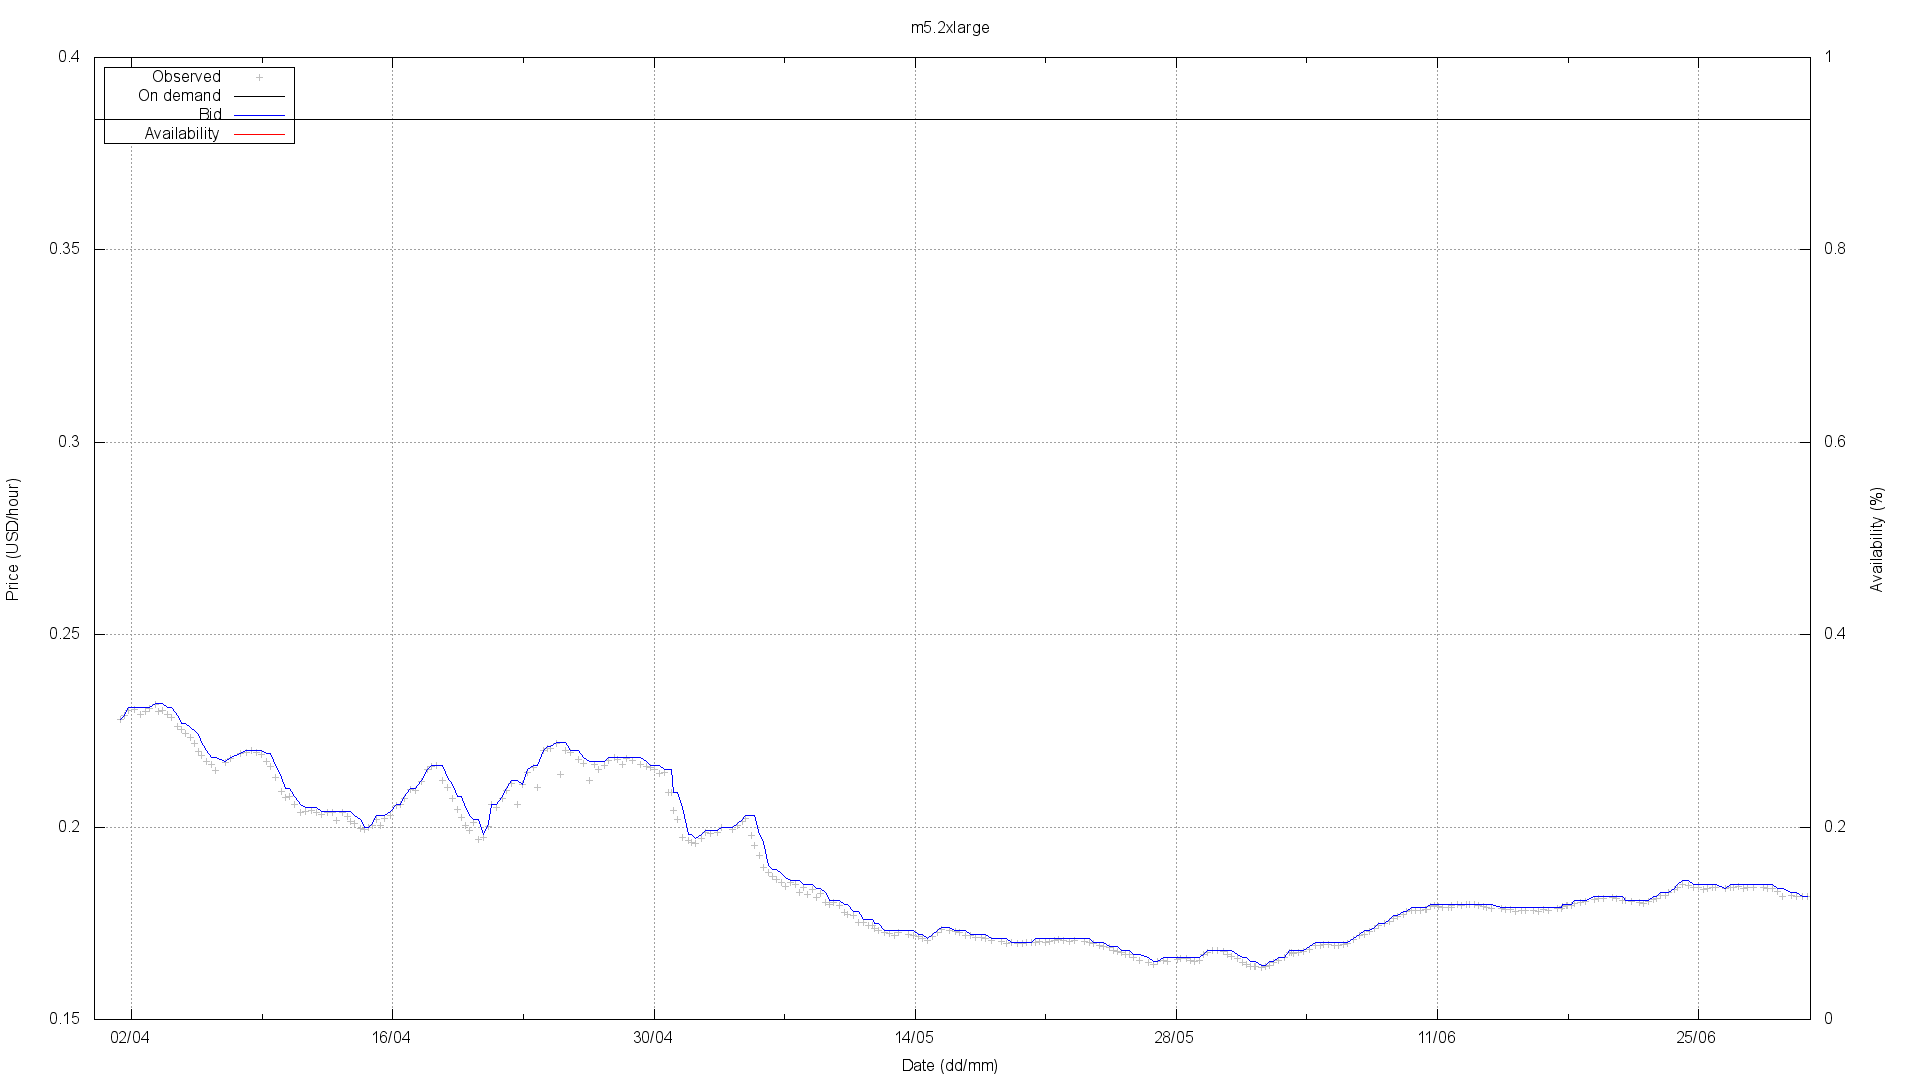 m5.2xlarge
0.4
0.35
0.3
0.25
0.2
0.15
1
0.8
0.6
0.4
0.2
0
Observed
On demand
Bid
Availability
Price (USD/hour)
Availability (%)
02/04
16/04
30/04
14/05
28/05
11/06
25/06
Date (dd/mm)